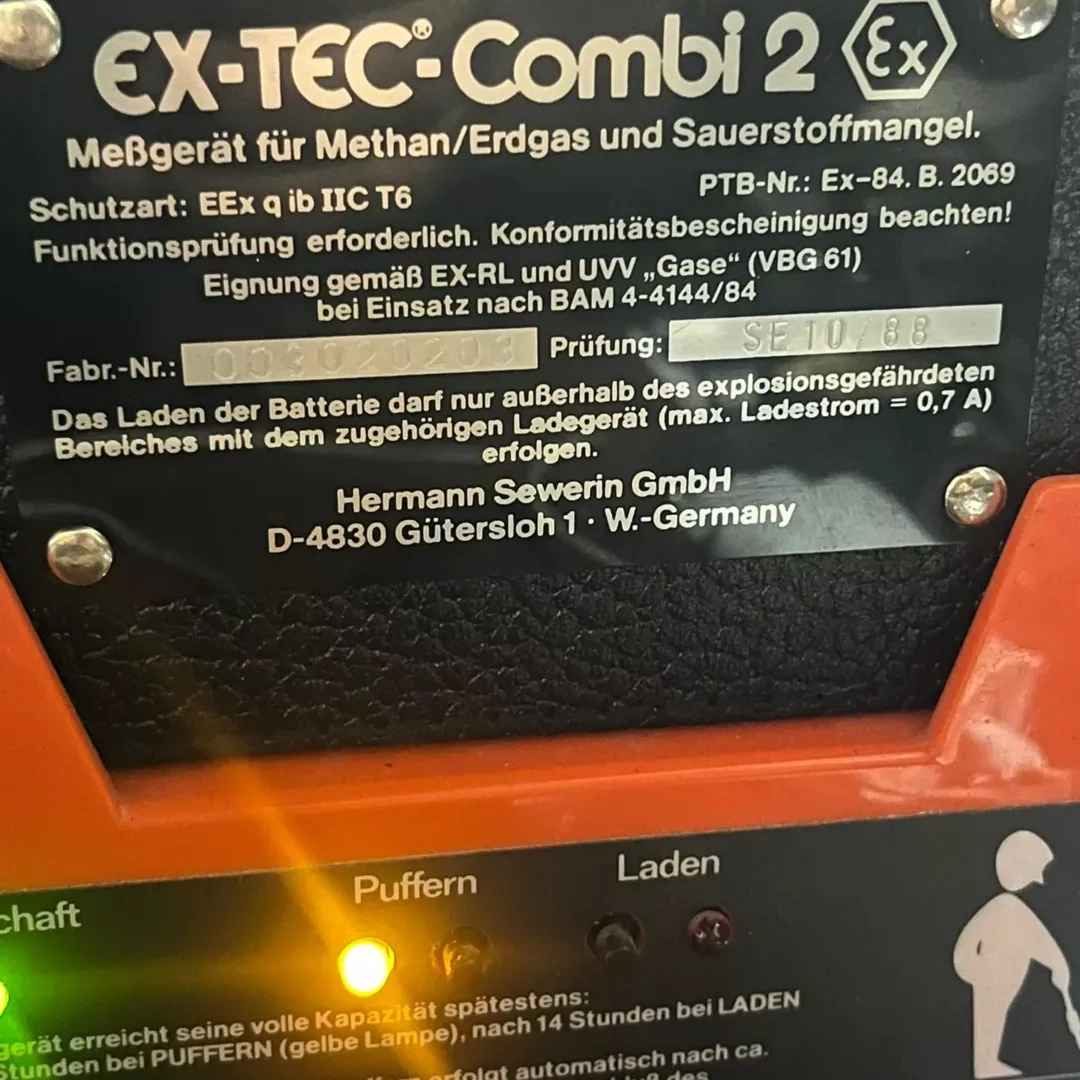 EX-TEC®-Combi 2 Ex
Meßgerät für Methan/Erdgas und Sauerstoffmangel.
Schutzart: EEx q ib IIC T6 PTB-Nr.: Ex-84. B. 2069
Funktionsprüfung erforderlich. Konformitätsbescheinigung beachten!
Eignung gemäß EX-RL und UVV „Gase“ (VBG 61)
bei Einsatz nach BAM 4-4144/84
Fabr.-Nr.: Prüfung: SE 10/88
Das Laden der Batterie darf nur außerhalb des explosionsgefährdeten
Bereiches mit dem zugehörigen Ladegerät (max. Ladestrom = 0,7 A)
erfolgen.
Hermann Sewerin GmbH
D-4830 Gütersloh 1 · W.-Germany
Puffern Laden
chaft
gerät erreicht seine volle Kapazität spätestens:
Stunden bei PUFFERN (gelbe Lampe), nach 14 Stunden bei LADEN
erfolgt automatisch nach ca.
des